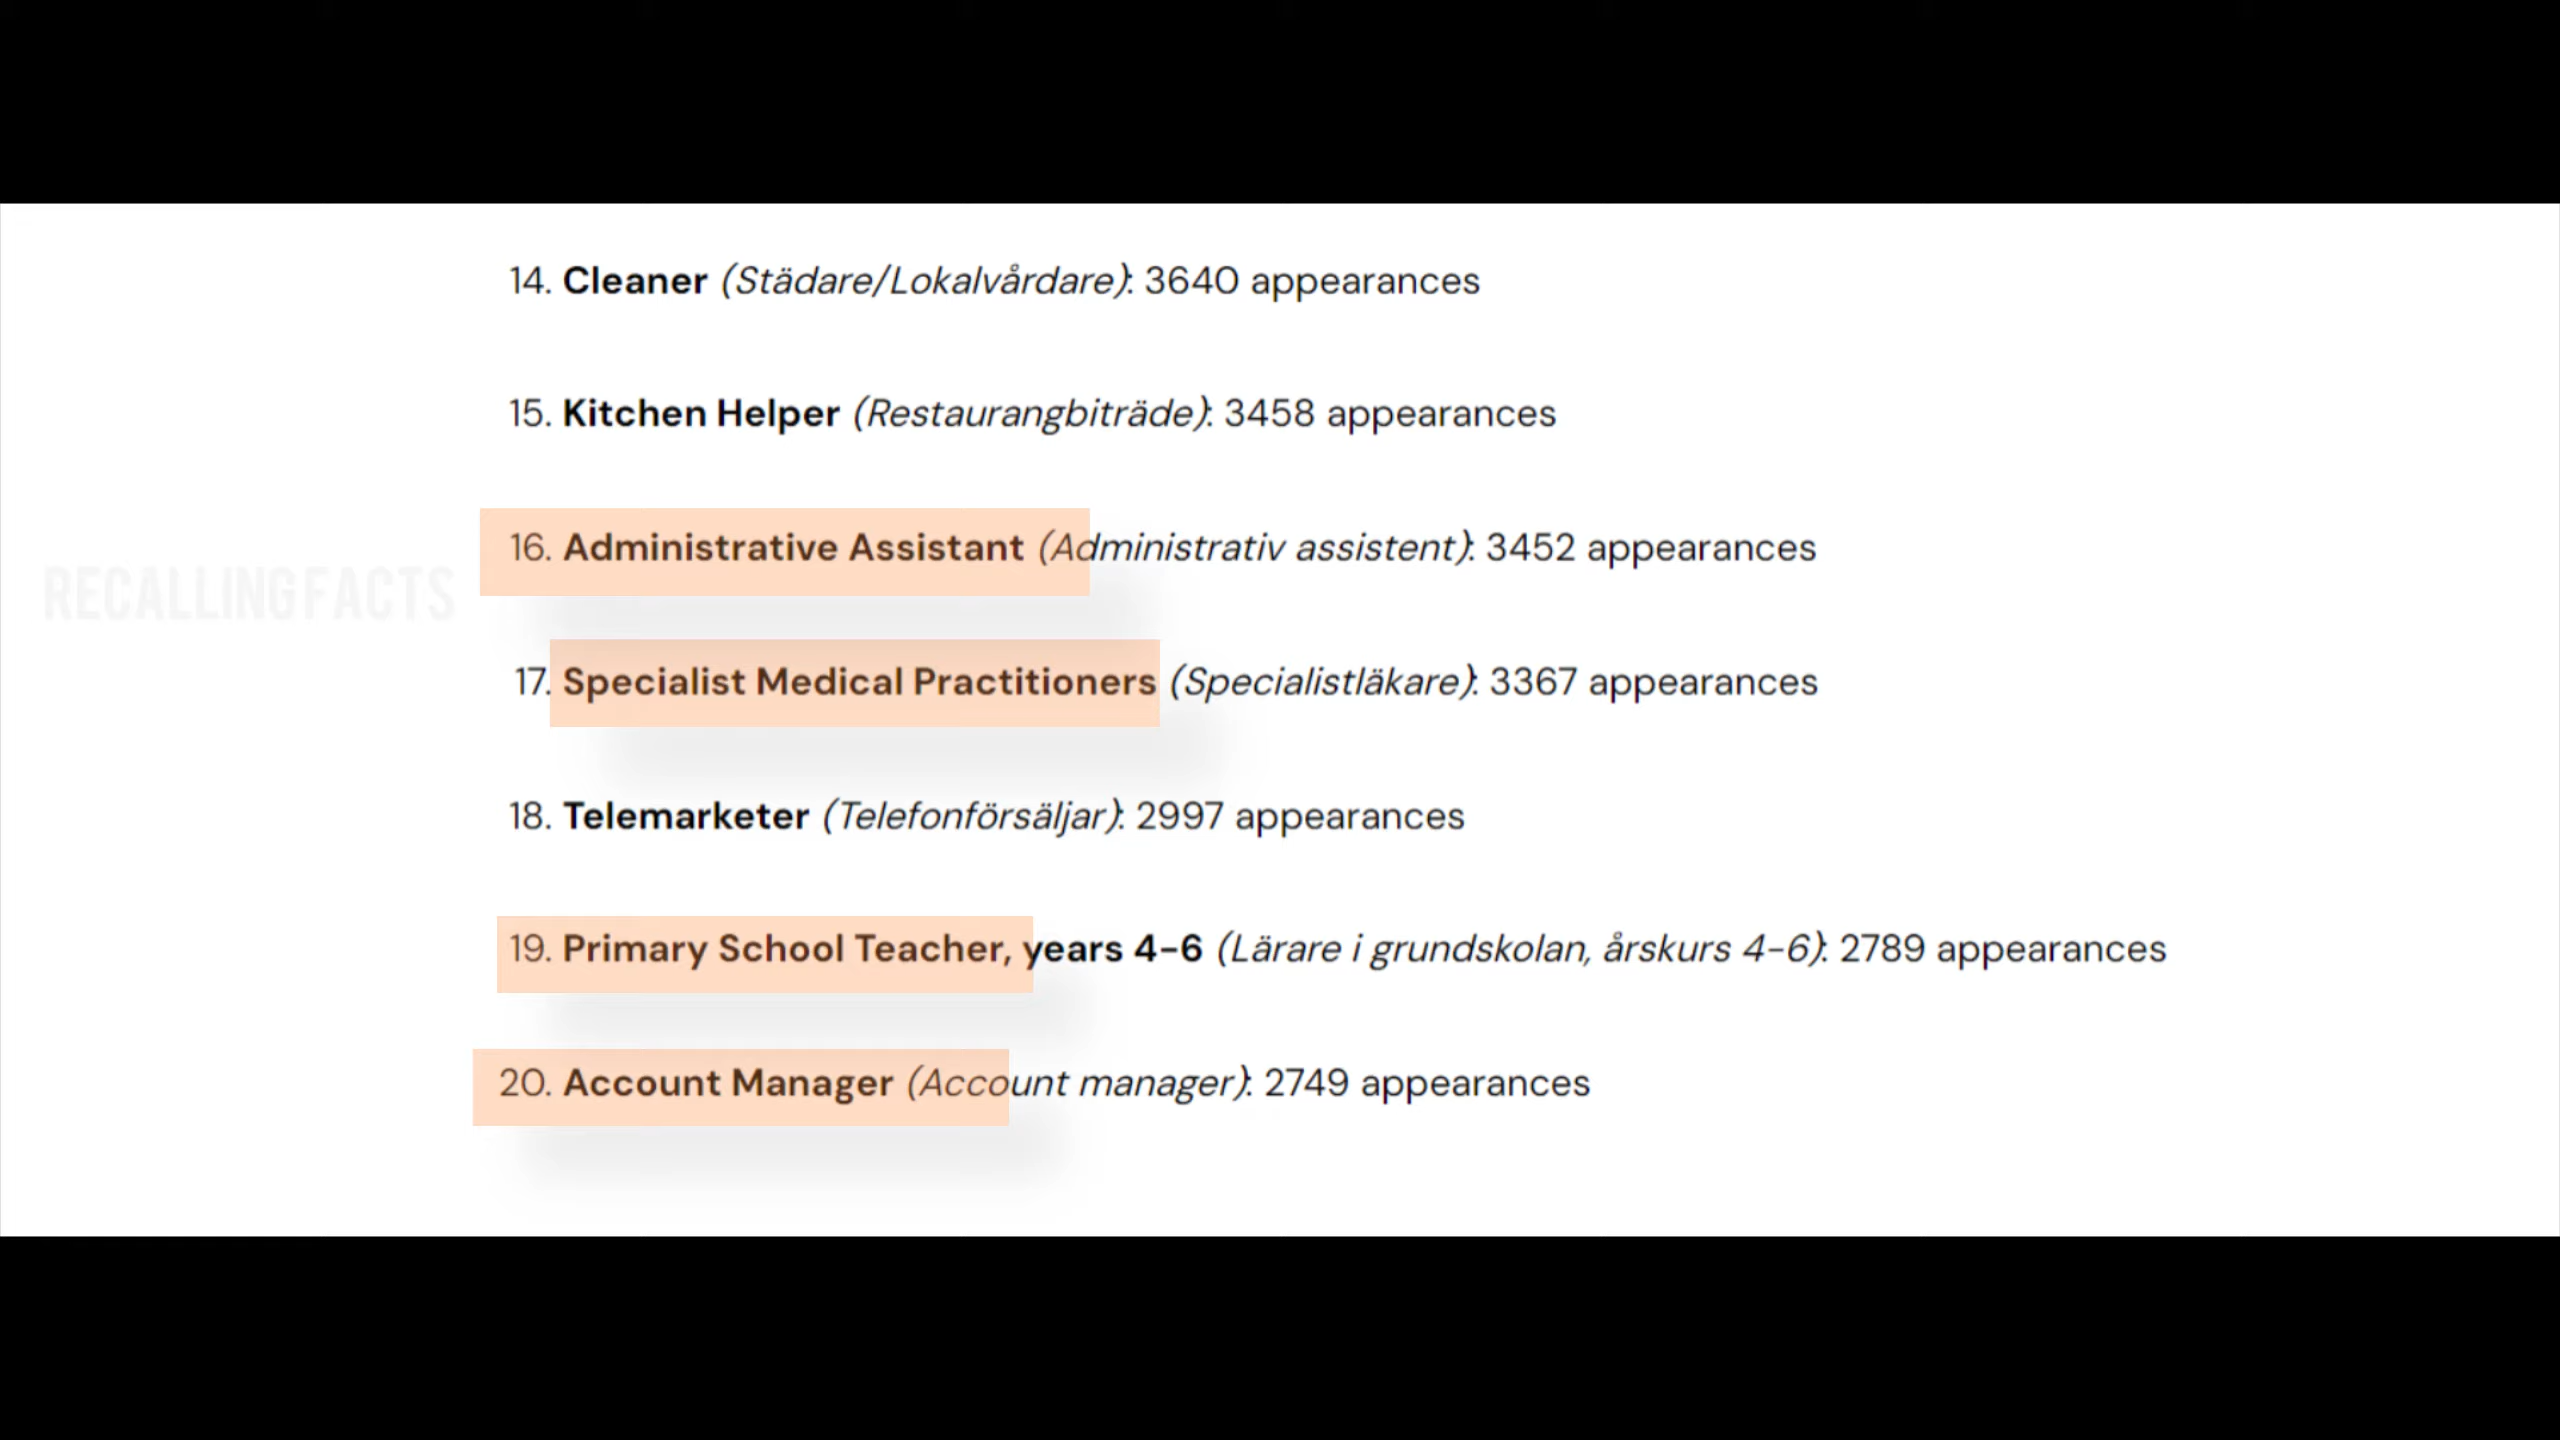 14. Cleaner (Städare/Lokalvårdare): 3640 appearances
15. Kitchen Helper (Restaurangbiträde): 3458 appearances
16. Administrative Assistant (Administrativ assistent): 3452 appearances
RECALLING FACTS
17. Specialist Medical Practitioners (Specialistläkare): 3367 appearances
18. Telemarketer (Telefonförsäljar): 2997 appearances
19. Primary School Teacher, years 4-6 (Lärare i grundskolan, årskurs 4-6): 2789 appearances
20. Account Manager (Account manager): 2749 appearances